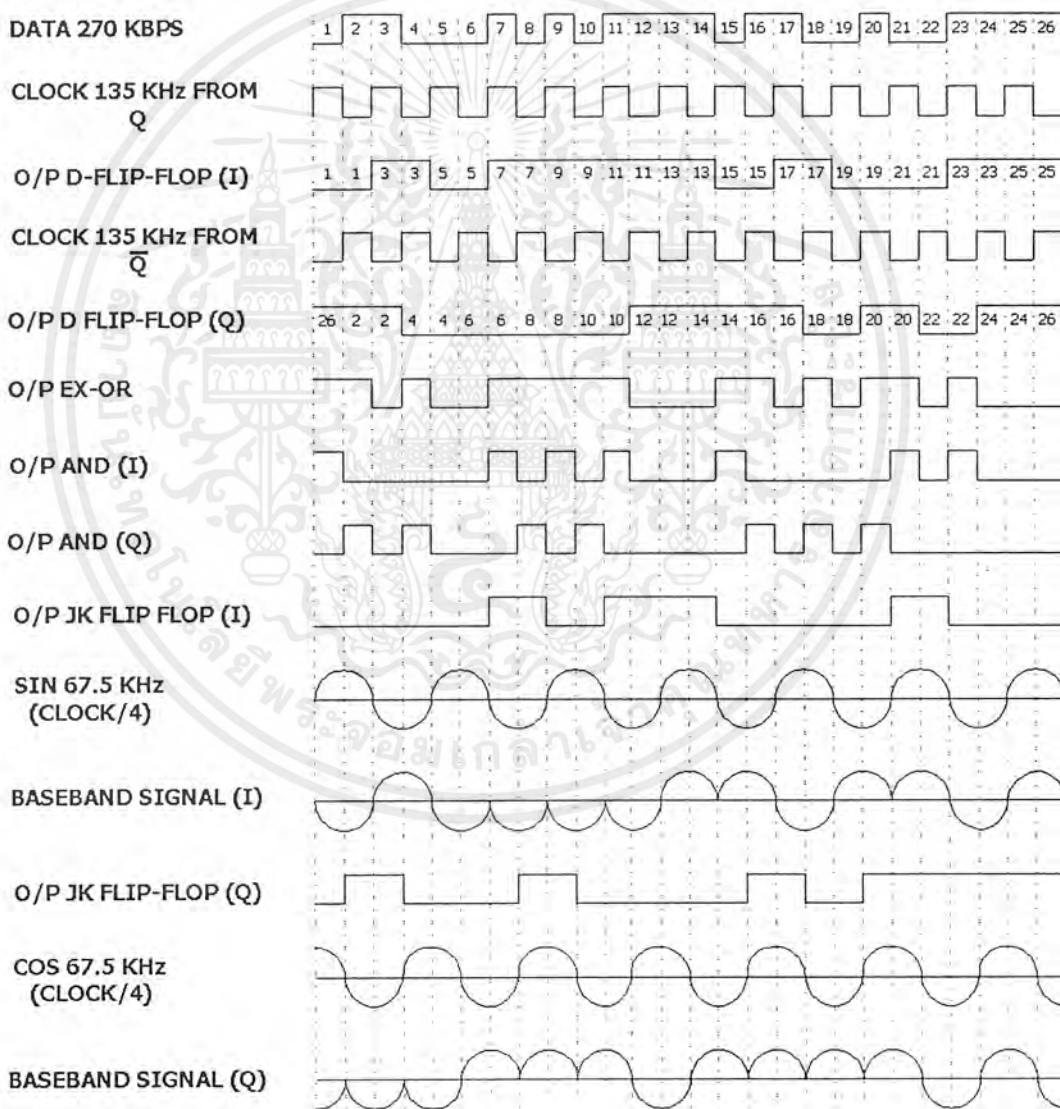 DATA 270 KBPS
1 2 3 4 5 6 7 8 9 10 11 12 13 14 15 16 17 18 19 20 21 22 23 24 25 26
CLOCK 135 KHz FROM
Q
O/P D-FLIP-FLOP (I)
1 1 3 3 5 5 7 7 9 9 11 11 13 13 15 15 17 17 19 19 21 21 23 23 25 25
CLOCK 135 KHz FROM
Q̅
O/P D FLIP-FLOP (Q)
26 2 2 4 4 6 6 8 8 10 10 12 12 14 14 16 16 18 18 20 20 22 22 24 24 26
O/P EX-OR
O/P AND (I)
O/P AND (Q)
O/P JK FLIP FLOP (I)
SIN 67.5 KHz
(CLOCK/4)
BASEBAND SIGNAL (I)
O/P JK FLIP-FLOP (Q)
COS 67.5 KHz
(CLOCK/4)
BASEBAND SIGNAL (Q)